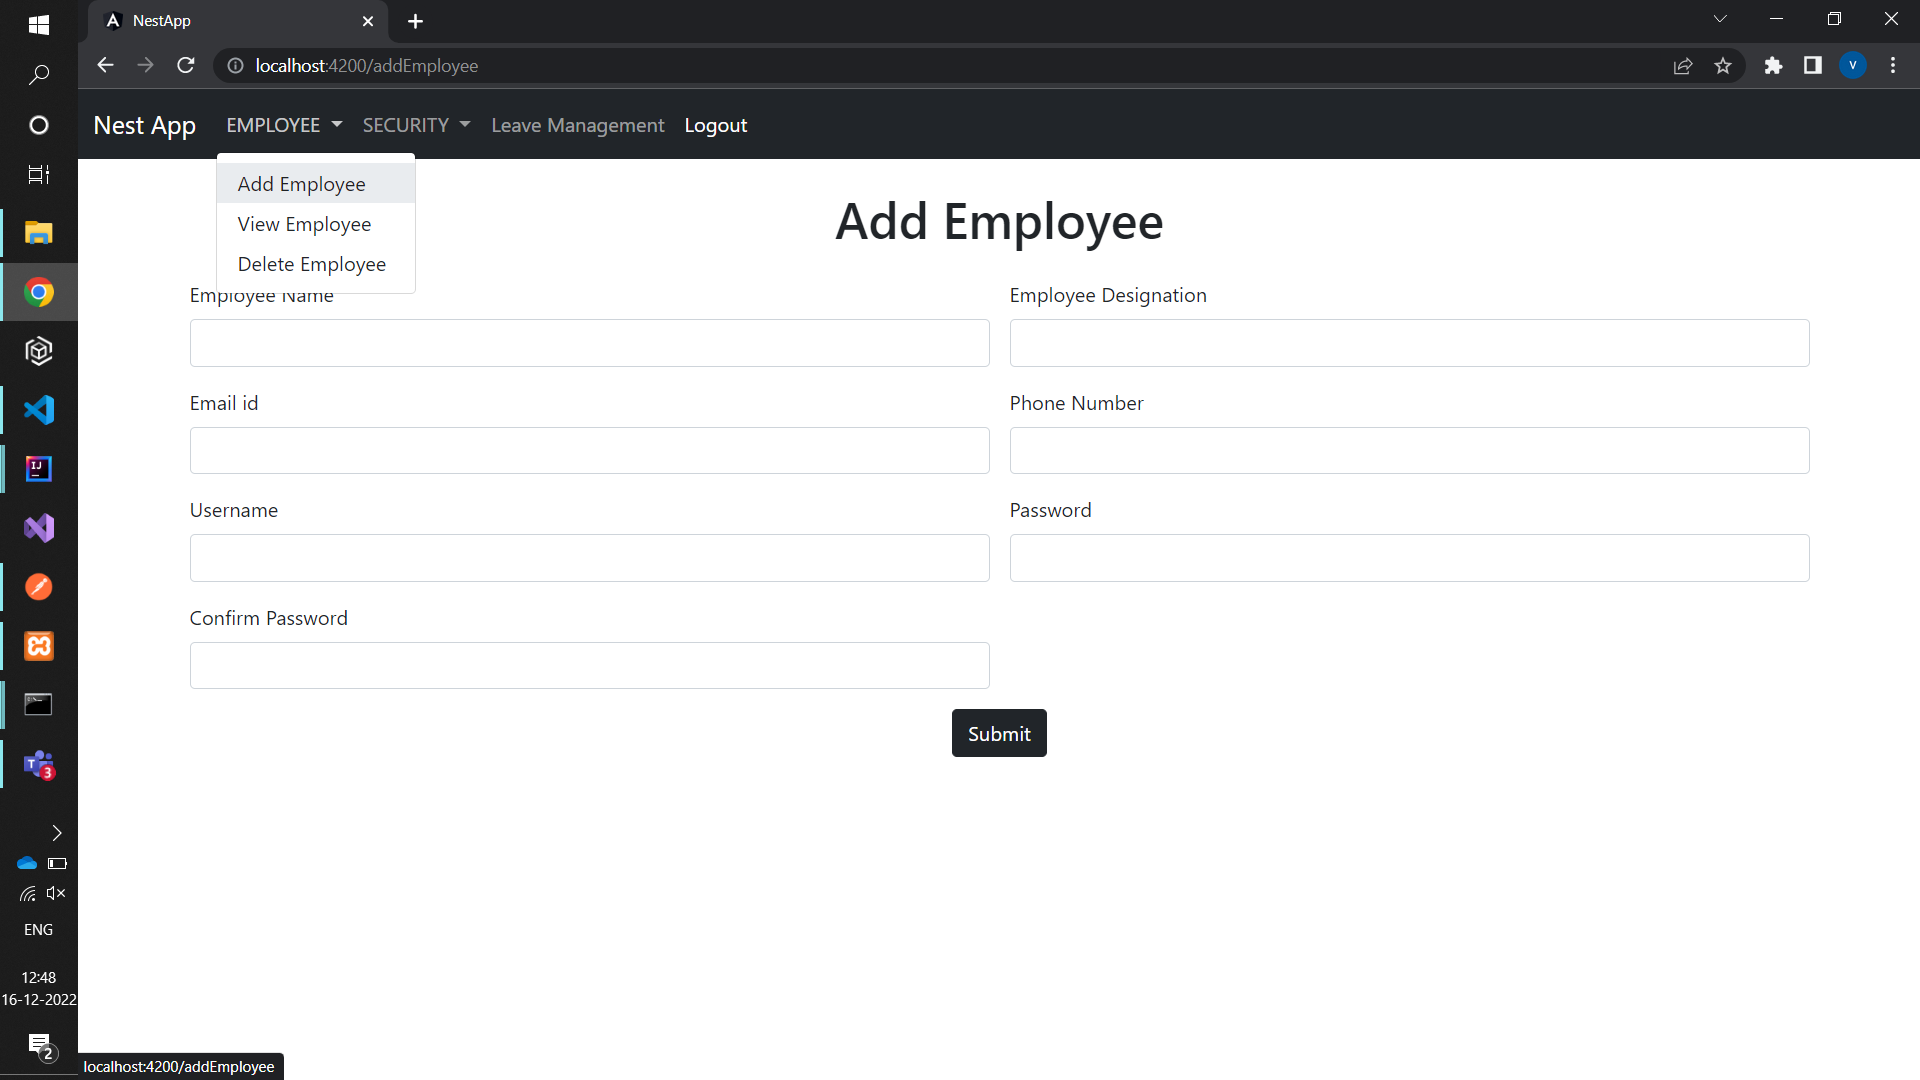 NestApp
localhost:4200/addEmployee
V
Nest App EMPLOYEE SECURITY Leave Management Logout
Add Employee
View Employee
Delete Employee
Add Employee
Employee Name Employee Designation
Email id Phone Number
Username Password
Confirm Password
Submit
IJ
T 3
ENG
12:48
16-12-2022
2
localhost:4200/addEmployee